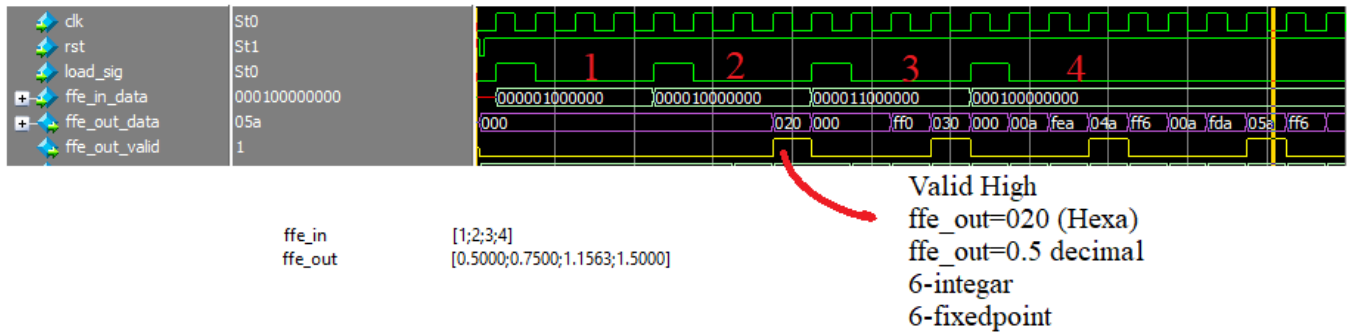 clk St0
rst St1
load_sig St0 1 2 3 4
ffe_in_data 000100000000 000001000000 000010000000 000011000000 000100000000
ffe_out_data 05a 000 020 000 ff0 030 000 00a fea 04a ff6 00a fda 05a ff6
ffe_out_valid 1
Valid High
ffe_out=020 (Hexa)
ffe_out=0.5 decimal
6-integar
6-fixedpoint
ffe_in [1;2;3;4]
ffe_out [0.5000;0.7500;1.1563;1.5000]